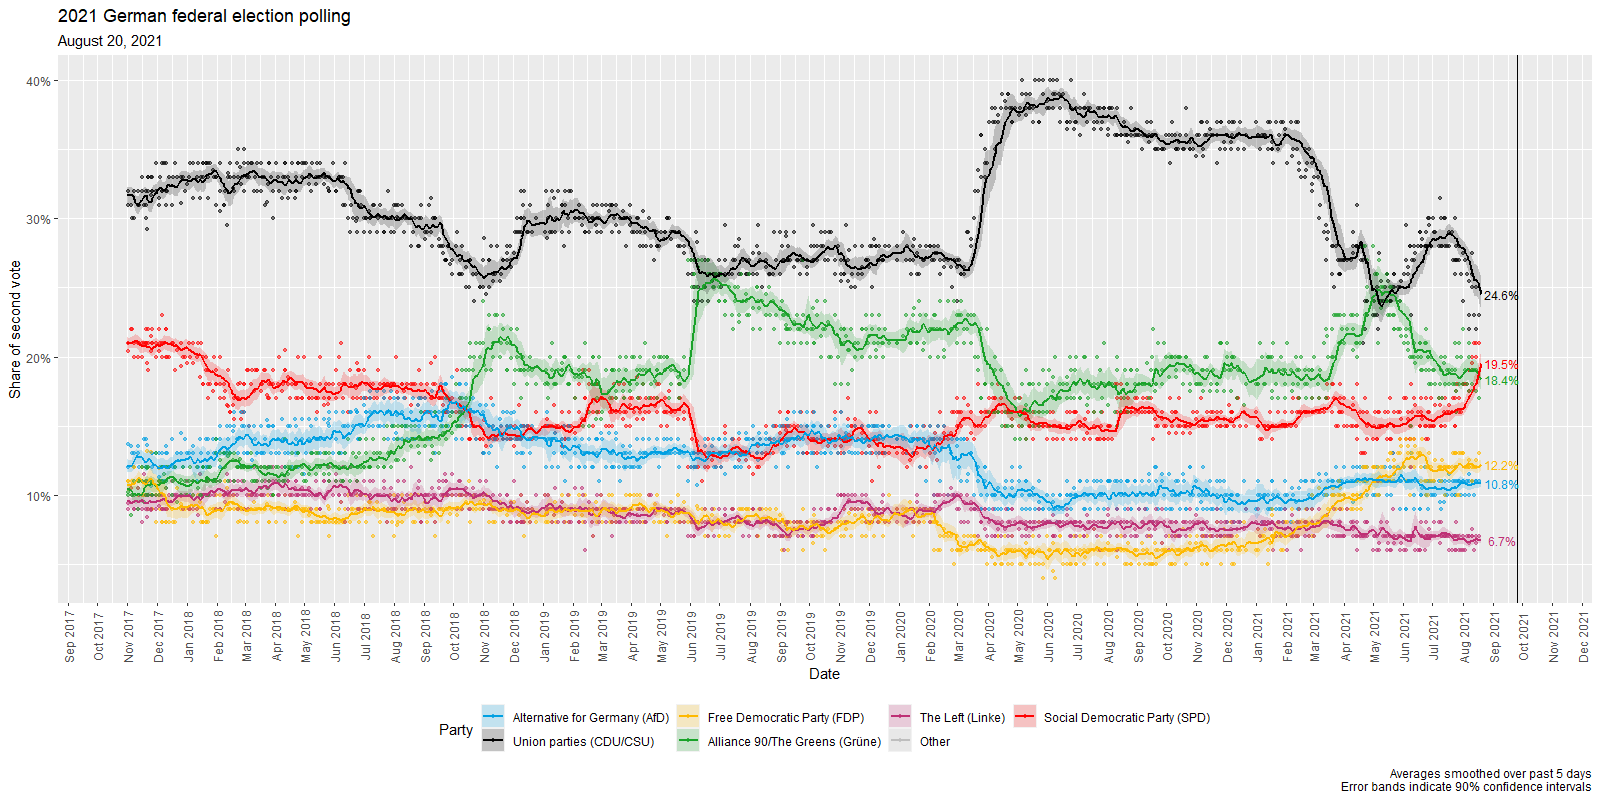 2021 German federal election polling
August 20, 2021
40%
30%
20%
10%
Share of second vote
24.6%
19.5%
18.4%
12.2%
10.8%
6.7%
Sep 2017
Oct 2017
Nov 2017
Dec 2017
Jan 2018
Feb 2018
Mar 2018
Apr 2018
May 2018
Jun 2018
Jul 2018
Aug 2018
Sep 2018
Oct 2018
Nov 2018
Dec 2018
Jan 2019
Feb 2019
Mar 2019
Apr 2019
May 2019
Jun 2019
Jul 2019
Aug 2019
Sep 2019
Oct 2019
Nov 2019
Dec 2019
Jan 2020
Feb 2020
Mar 2020
Apr 2020
May 2020
Jun 2020
Jul 2020
Aug 2020
Sep 2020
Oct 2020
Nov 2020
Dec 2020
Jan 2021
Feb 2021
Mar 2021
Apr 2021
May 2021
Jun 2021
Jul 2021
Aug 2021
Sep 2021
Oct 2021
Nov 2021
Dec 2021
Date
Party
Alternative for Germany (AfD)
Free Democratic Party (FDP)
The Left (Linke)
Social Democratic Party (SPD)
Union parties (CDU/CSU)
Alliance 90/The Greens (Grüne)
Other
Averages smoothed over past 5 days
Error bands indicate 90% confidence intervals